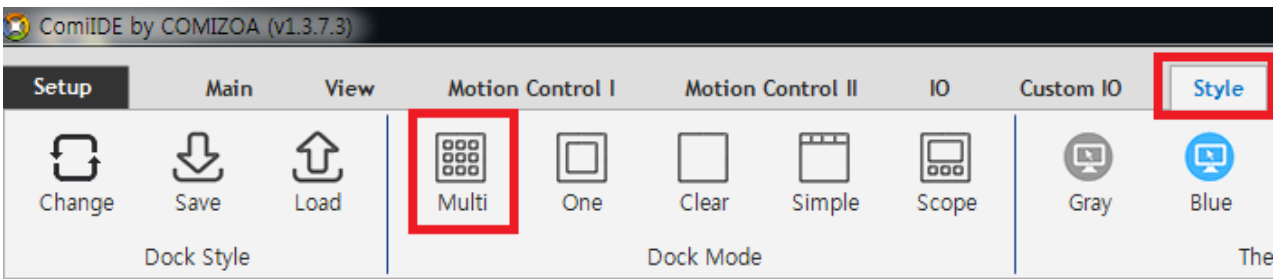 ComiIDE by COMIZOA (v1.3.7.3)
Setup Main View Motion Control I Motion Control II IO Custom IO Style
Change Save Load Multi One Clear Simple Scope Gray Blue
Dock Style Dock Mode The